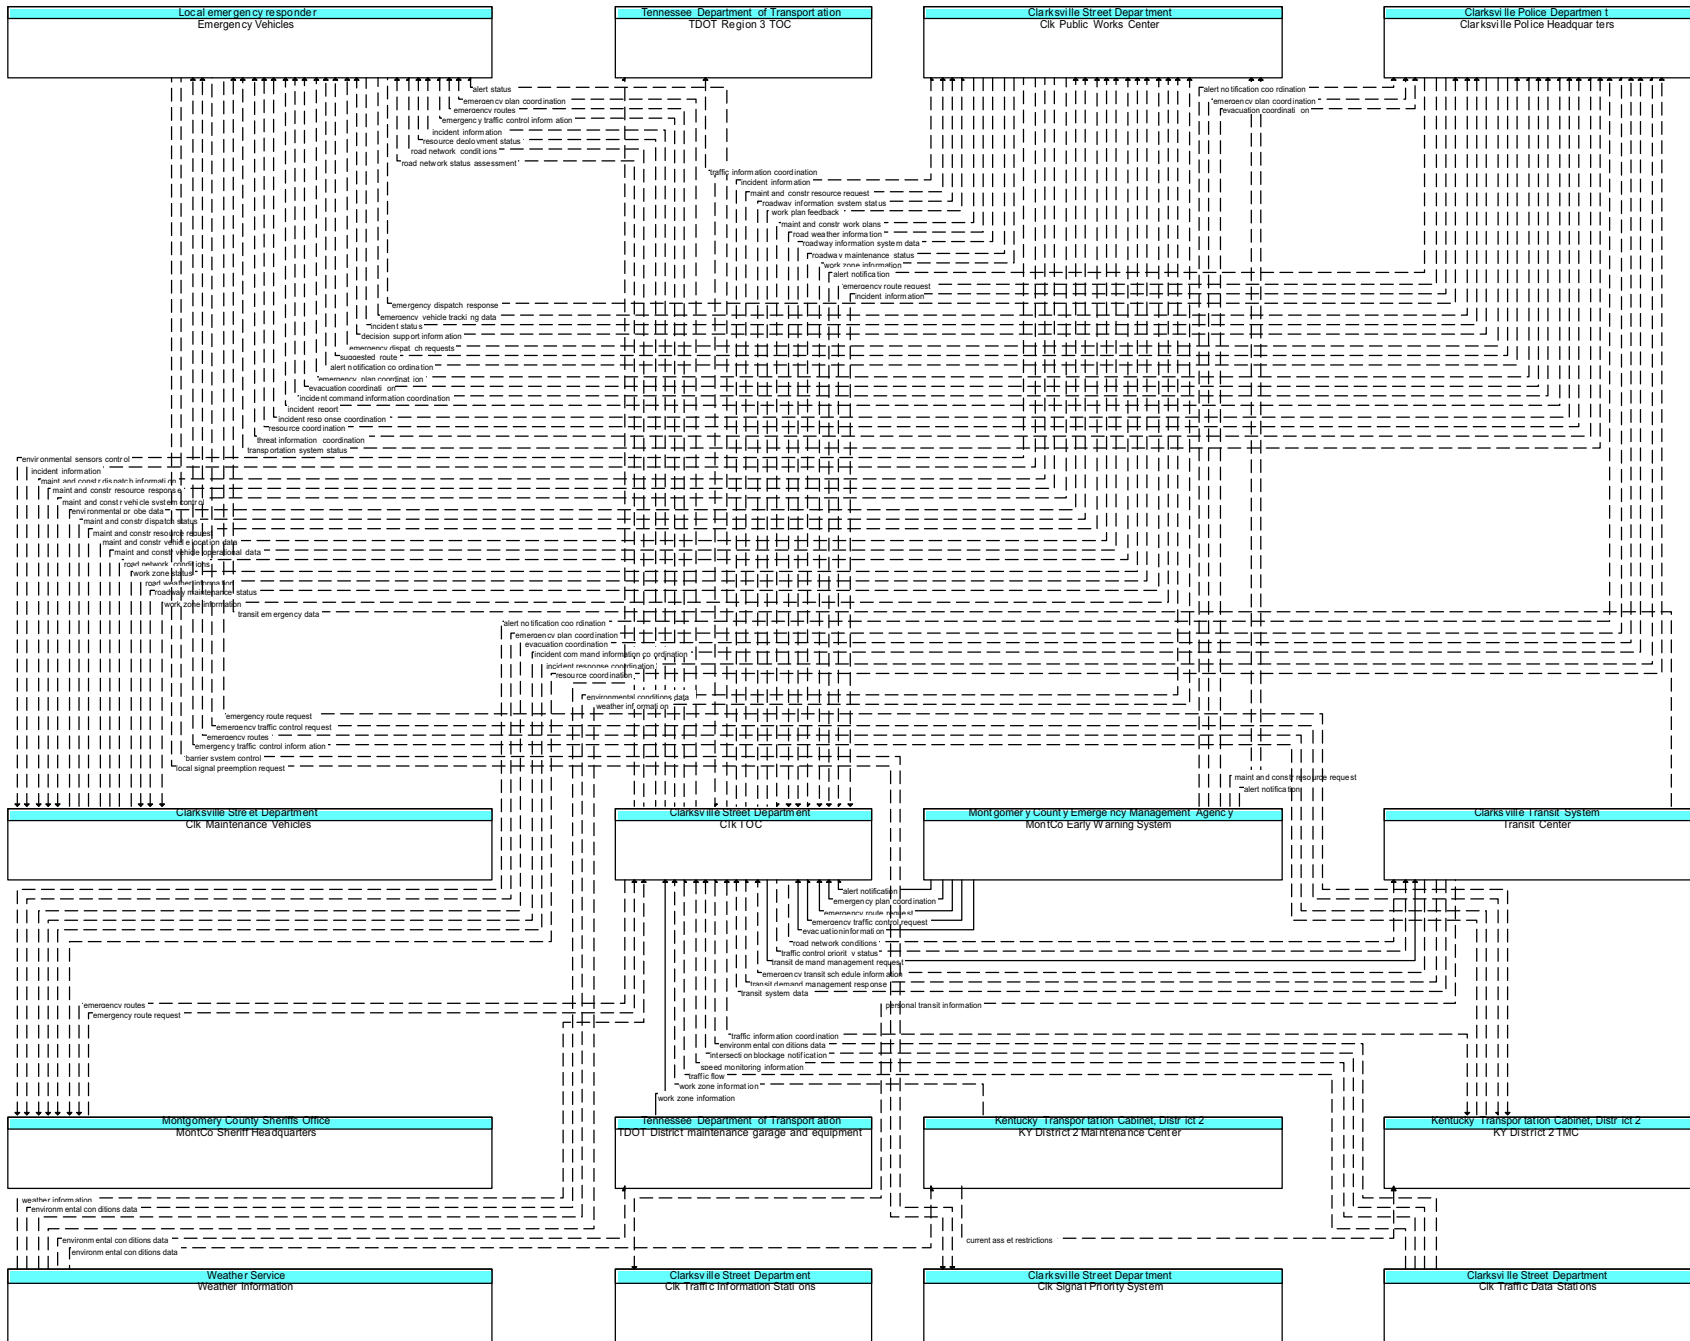 Local emergency responder
Emergency Vehicles
Tennessee Department of Transportation
TDOT Region 3 TOC
Clarksville Street Department
Clk Public Works Center
Clarksville Police Department
Clarksville Police Headquarters
alert status
emergency plan coordination
emergency routes
emergency traffic control information
incident information
resource deployment status
road network conditions
road network status assessment
alert notification coordination
emergency plan coordination
evacuation coordination
traffic information coordination
incident information
maint and constr resource request
roadway information system status
work plan feedback
maint and constr work plans
road weather information
roadway information system data
roadway maintenance status
work zone information
alert notification
emergency route request
incident information
emergency dispatch response
emergency vehicle tracking data
incident status
decision support information
emergency dispatch requests
suggested route
alert notification coordination
emergency plan coordination
evacuation coordination
incident command information coordination
incident report
incident response coordination
resource coordination
threat information coordination
transportation system status
environmental sensors control
incident information
maint and constr dispatch information
maint and constr resource response
maint and constr vehicle system control
environmental probe data
maint and constr dispatch status
maint and constr resource request
maint and constr vehicle location data
maint and constr vehicle operational data
road network conditions
work zone status
road weather information
roadway maintenance status
work zone information
transit emergency data
alert notification coordination
emergency plan coordination
evacuation coordination
incident command information coordination
incident response coordination
resource coordination
environmental conditions data
weather information
emergency route request
emergency traffic control request
emergency routes
emergency traffic control information
barrier system control
local signal preemption request
maint and constr resource request
alert notification
Clarksville Street Department
Clk Maintenance Vehicles
Clarksville Street Department
Clk TOC
Montgomery County Emergency Management Agency
MontCo Early Warning System
Clarksville Transit System
Transit Center
alert notification
emergency plan coordination
emergency route request
emergency traffic control request
evacuation information
road network conditions
traffic control priority status
transit demand management request
emergency transit schedule information
transit demand management response
transit system data
personal transit information
emergency routes
emergency route request
traffic information coordination
environmental conditions data
intersection blockage notification
speed monitoring information
traffic flow
work zone information
work zone information
Montgomery County Sheriffs Office
MontCo Sheriff Headquarters
Tennessee Department of Transportation
TDOT District maintenance garage and equipment
Kentucky Transportation Cabinet, District 2
KY District 2 Maintenance Center
Kentucky Transportation Cabinet, District 2
KY District 2 TMC
weather information
environmental conditions data
environmental conditions data
environmental conditions data
current asset restrictions
Weather Service
Weather Information
Clarksville Street Department
Clk Traffic Information Stations
Clarksville Street Department
Clk Signal Priority System
Clarksville Street Department
Clk Traffic Data Stations